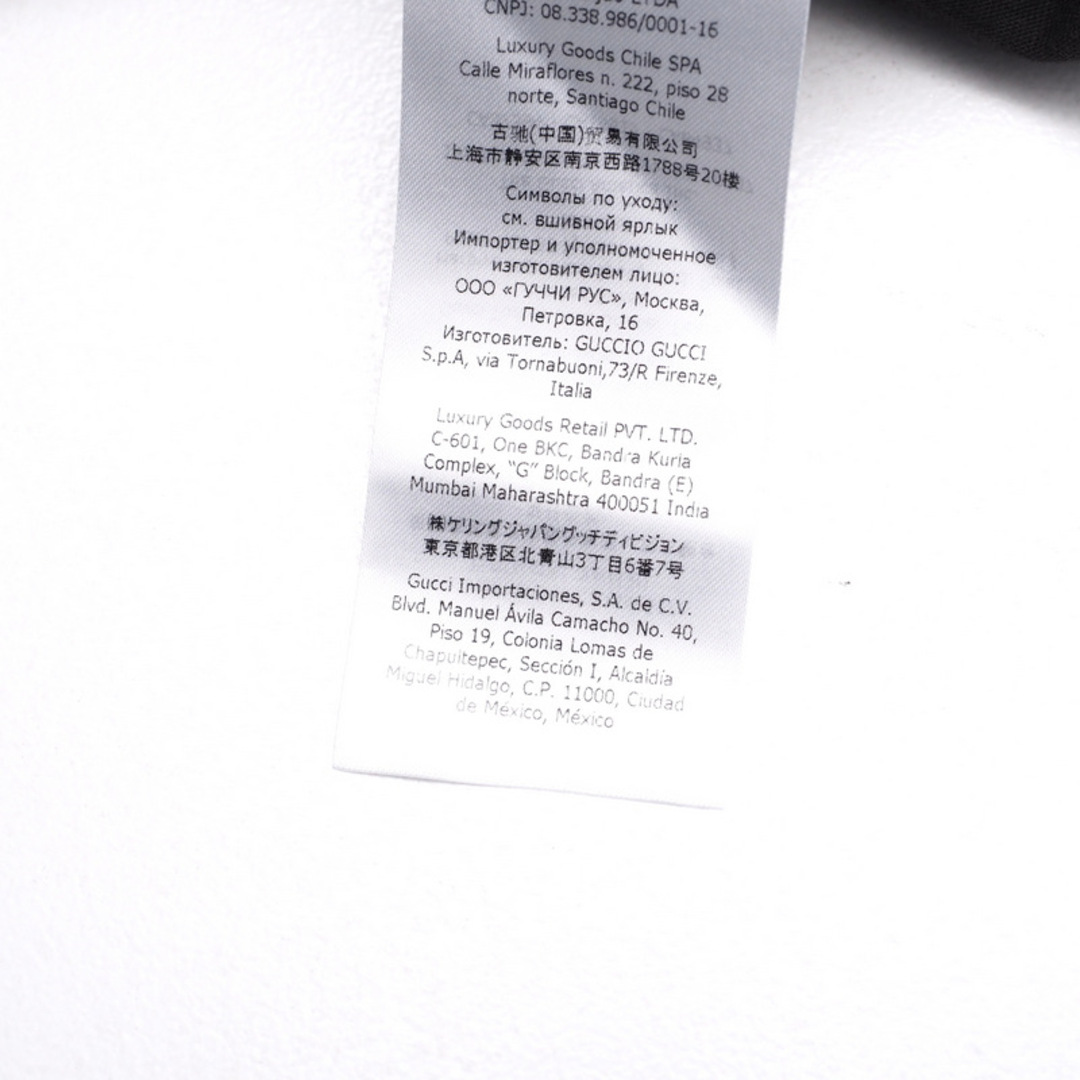 LTDA
CNPJ: 08.338.986/0001-16
Luxury Goods Chile SPA
Calle Miraflores n. 222, piso 28
norte, Santiago Chile
古驰(中国)贸易有限公司
上海市静安区南京西路1788号20楼
Символы по уходу:
см. вшивной ярлык
Импортер и уполномоченное
изготовителем лицо:
ООО «ГУЧЧИ РУС», Москва,
Петровка, 16
Изготовитель: GUCCIO GUCCI
S.p.A, via Tornabuoni,73/R Firenze,
Italia
Luxury Goods Retail PVT. LTD.
C-601, One BKC, Bandra Kurla
Complex, “G” Block, Bandra (E)
Mumbai Maharashtra 400051 India
㈱ケリングジャパングッチディビジョン
東京都港区北青山3丁目6番7号
Gucci Importaciones, S.A. de C.V.
Blvd. Manuel Ávila Camacho No. 40,
Piso 19, Colonia Lomas de
Chapultepec, Sección I, Alcaldía
Miguel Hidalgo, C.P. 11000, Ciudad
de México, México